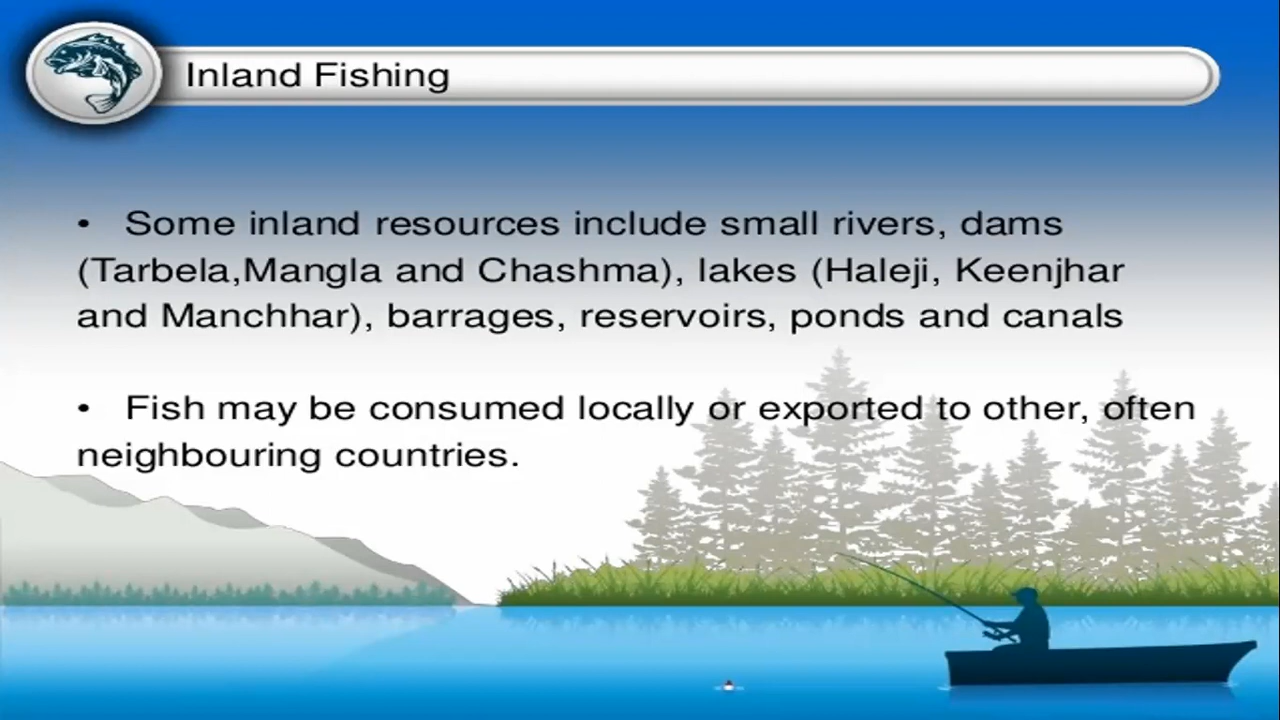 Inland Fishing
• Some inland resources include small rivers, dams
(Tarbela,Mangla and Chashma), lakes (Haleji, Keenjhar
and Manchhar), barrages, reservoirs, ponds and canals
• Fish may be consumed locally or exported to other, often
neighbouring countries.